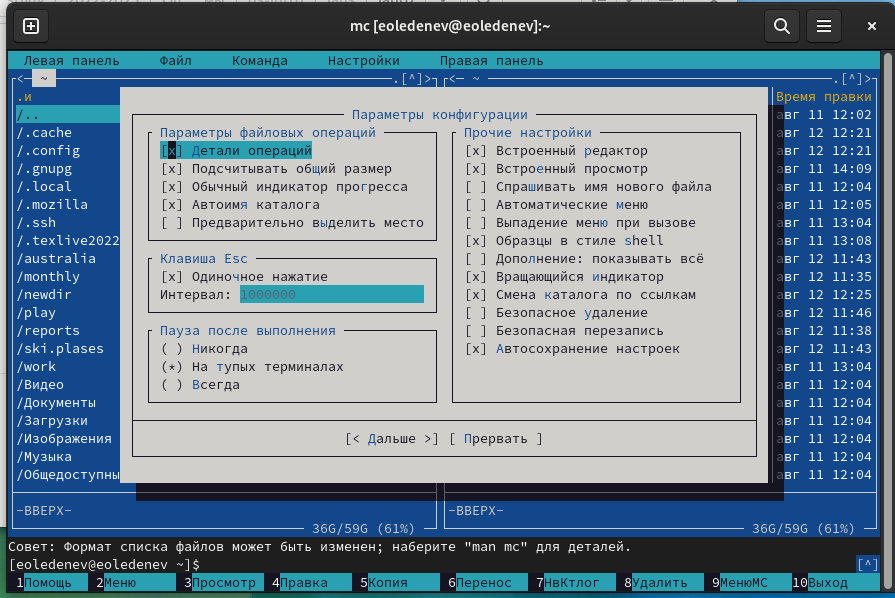 mc [eoledenev@eoledenev]:~
Левая панель Файл Команда Настройки Правая панель
<— ~ .[^]> <— ~ .[^]>
.и Время правки
/.. авг 11 12:02
/.cache авг 12 12:21
/.config авг 12 12:21
/.gnupg авг 11 14:09
/.local авг 11 12:04
/.mozilla авг 11 12:05
/.ssh авг 11 13:04
/.texlive2022 авг 11 13:08
/australia авг 12 11:43
/monthly авг 12 11:35
/newdir авг 12 12:25
/play авг 12 11:46
/reports авг 12 11:38
/ski.plases авг 12 11:43
/work авг 11 13:04
/Видео авг 11 12:04
/Документы авг 11 12:04
/Загрузки авг 11 12:04
/Изображения авг 11 12:04
/Музыка авг 11 12:04
/Общедоступны авг 11 12:04
Параметры конфигурации
Параметры файловых операций
[x] Детали операций
[x] Подсчитывать общий размер
[x] Обычный индикатор прогресса
[x] Автоимя каталога
[ ] Предварительно выделить место
Клавиша Esc
[x] Одиночное нажатие
Интервал: 1000000
Пауза после выполнения
( ) Никогда
(*) На тупых терминалах
( ) Всегда
Прочие настройки
[x] Встроенный редактор
[x] Встроенный просмотр
[ ] Спрашивать имя нового файла
[ ] Автоматические меню
[ ] Выпадение меню при вызове
[x] Образцы в стиле shell
[ ] Дополнение: показывать всё
[x] Вращающийся индикатор
[x] Смена каталога по ссылкам
[ ] Безопасное удаление
[ ] Безопасная перезапись
[x] Автосохранение настроек
[< Дальше >] [ Прервать ]
-ВВЕРХ- -ВВЕРХ-
36G/59G (61%) 36G/59G (61%)
Совет: Формат списка файлов может быть изменен; наберите "man mc" для деталей.
[eoledenev@eoledenev ~]$ [^]
1Помощь 2Меню 3Просмотр 4Правка 5Копия 6Перенос 7НвКтлог 8Удалить 9МенюМС 10Выход